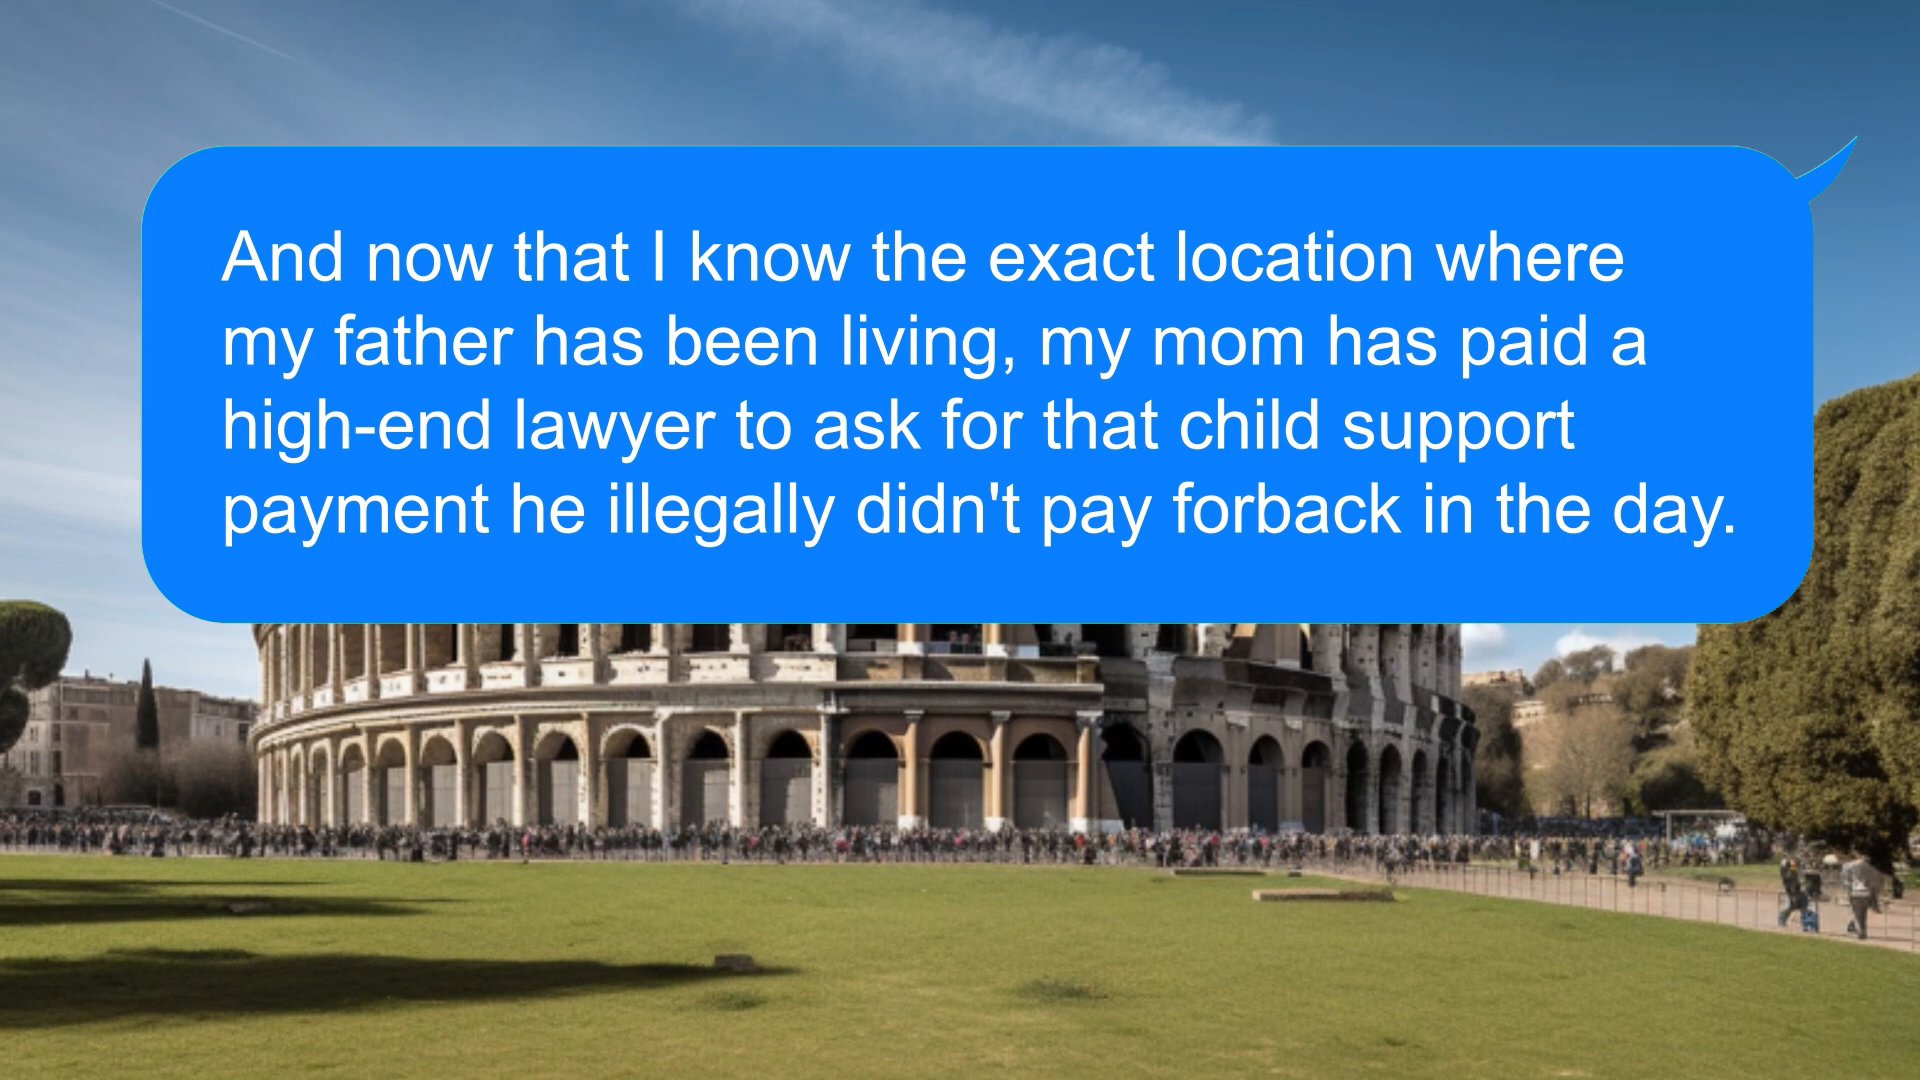 And now that I know the exact location where
my father has been living, my mom has paid a
high-end lawyer to ask for that child support
payment he illegally didn't pay forback in the day.